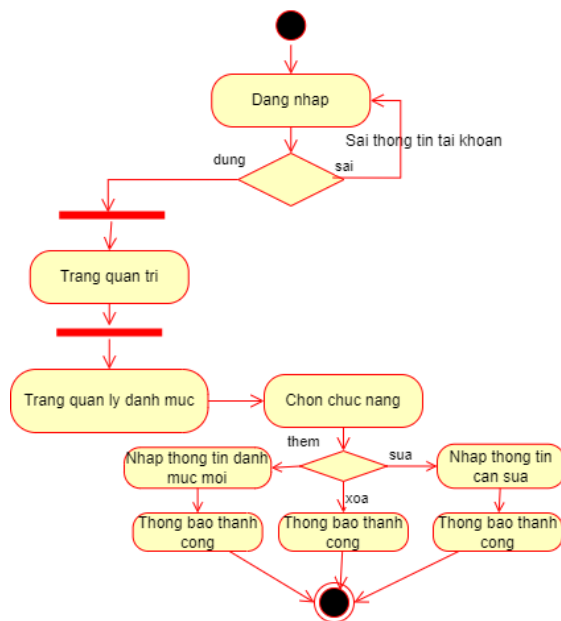 Dang nhap
Sai thong tin tai khoan
dung
sai
Trang quan tri
Trang quan ly danh muc
Chon chuc nang
them
sua
Nhap thong tin danh
muc moi
Nhap thong tin
can sua
xoa
Thong bao thanh
cong
Thong bao thanh
cong
Thong bao thanh
cong